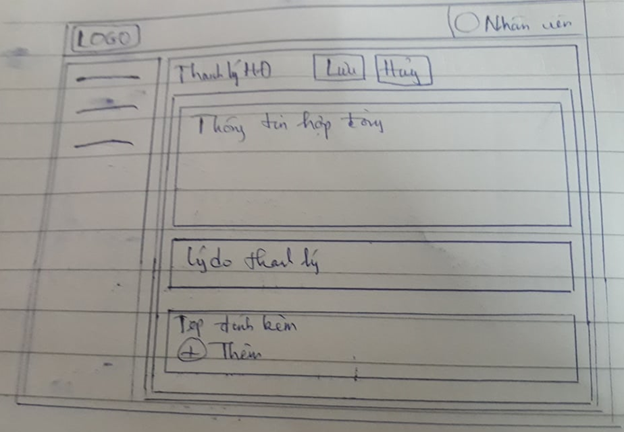 LOGO
Nhân viên
Thanh lý HĐ
Lưu
Hủy
Thông tin hợp đồng
Lý do thanh lý
Tệp đính kèm
+ Thêm